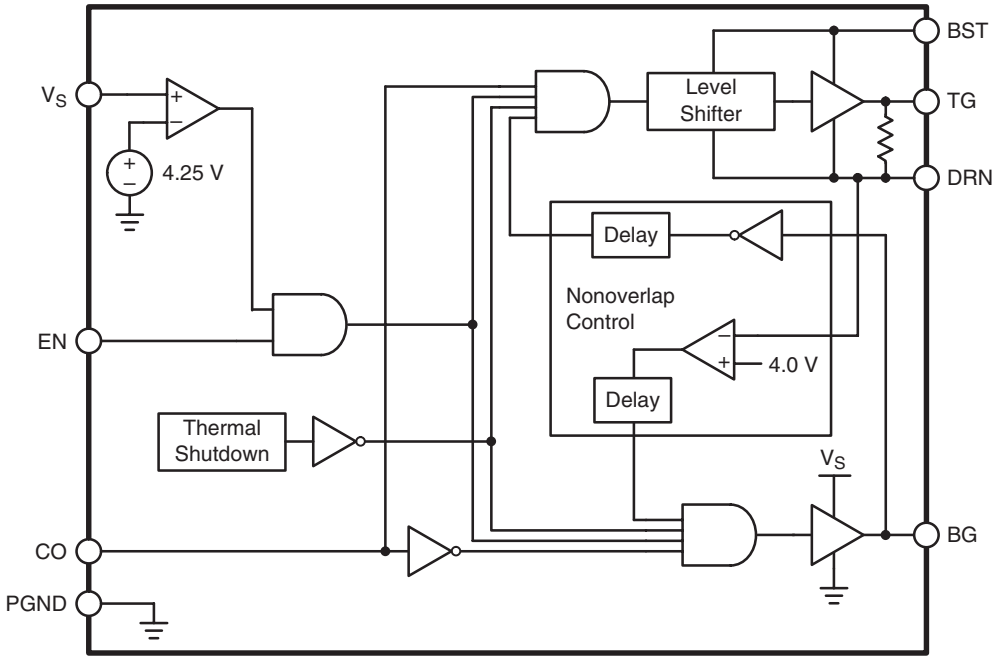 BST
V_S
+
−
Level
Shifter
TG
+
−
4.25 V
DRN
Delay
Nonoverlap
Control
EN
−
+
4.0 V
Delay
Thermal
Shutdown
V_S
BG
CO
PGND